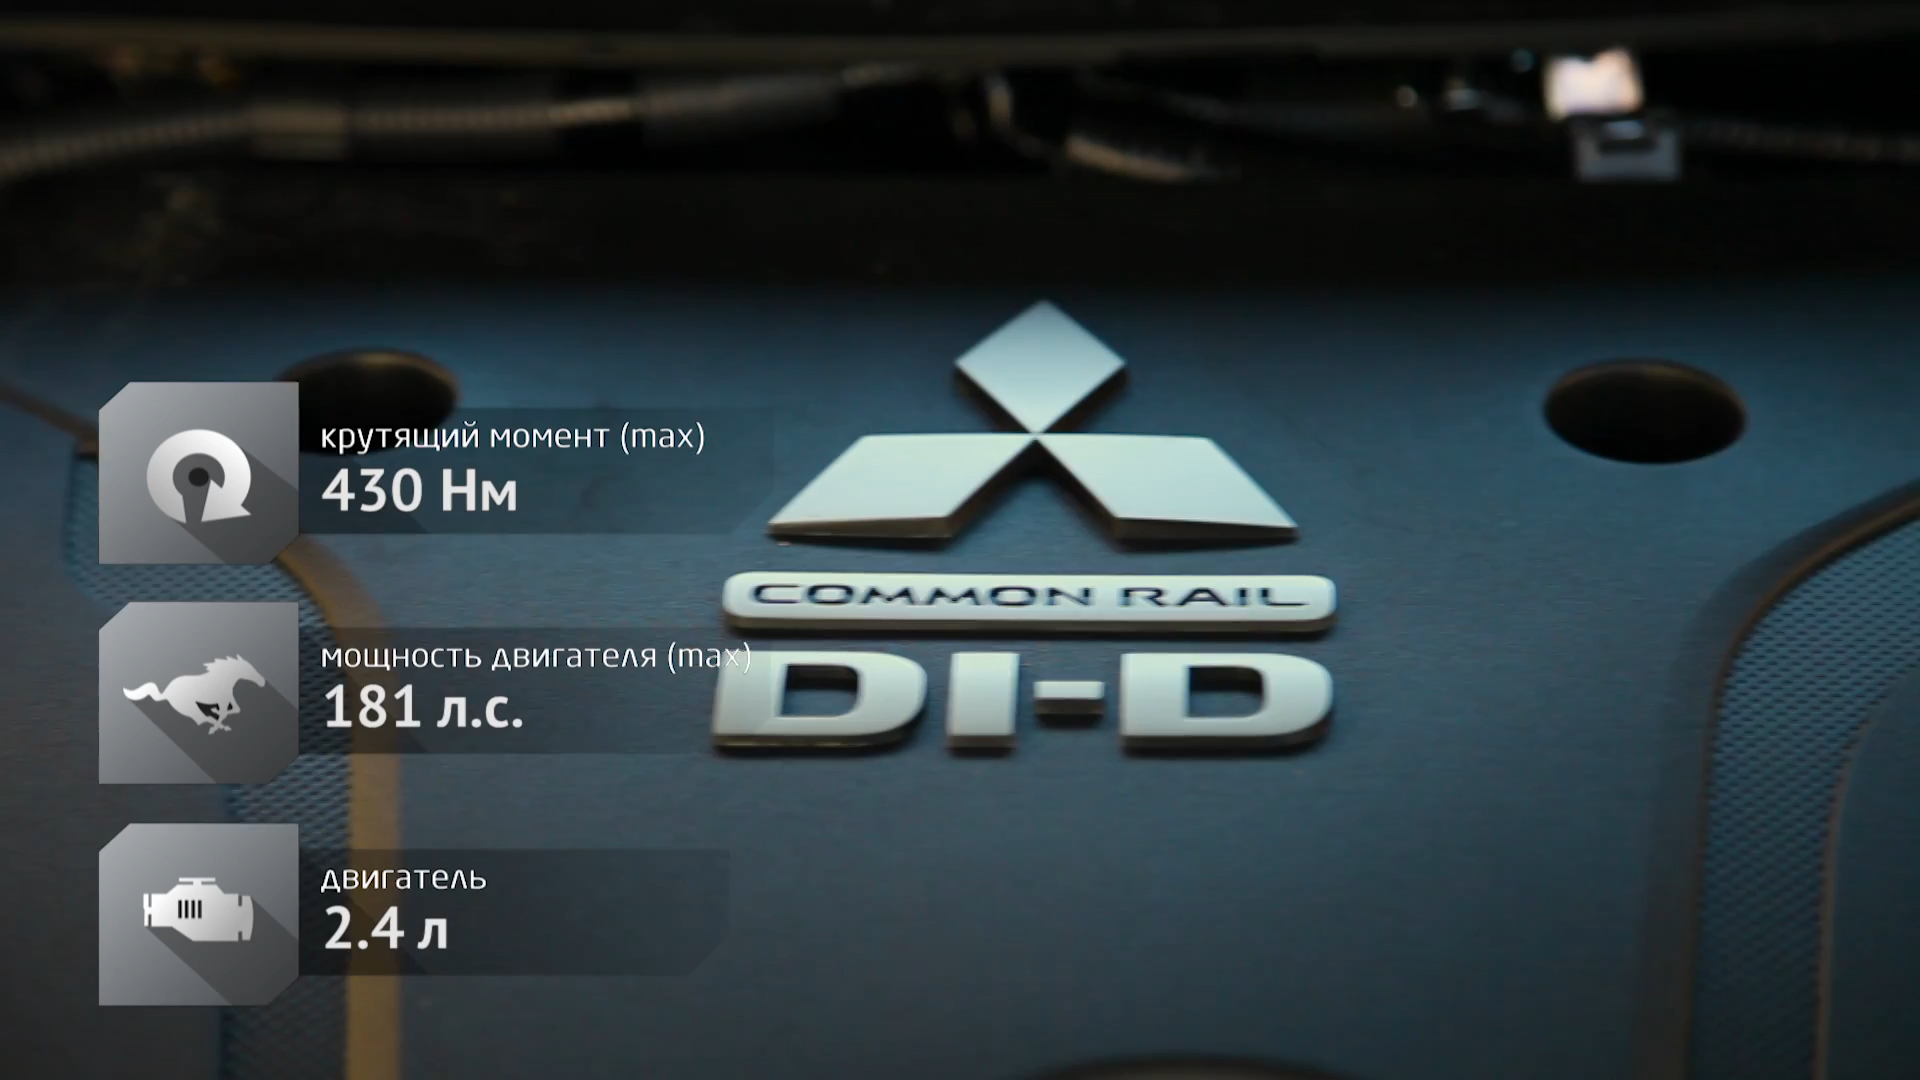 крутящий момент (max)
430 Нм
COMMON RAIL
мощность двигателя (max)
181 л.с.
DI-D
двигатель
2.4 л